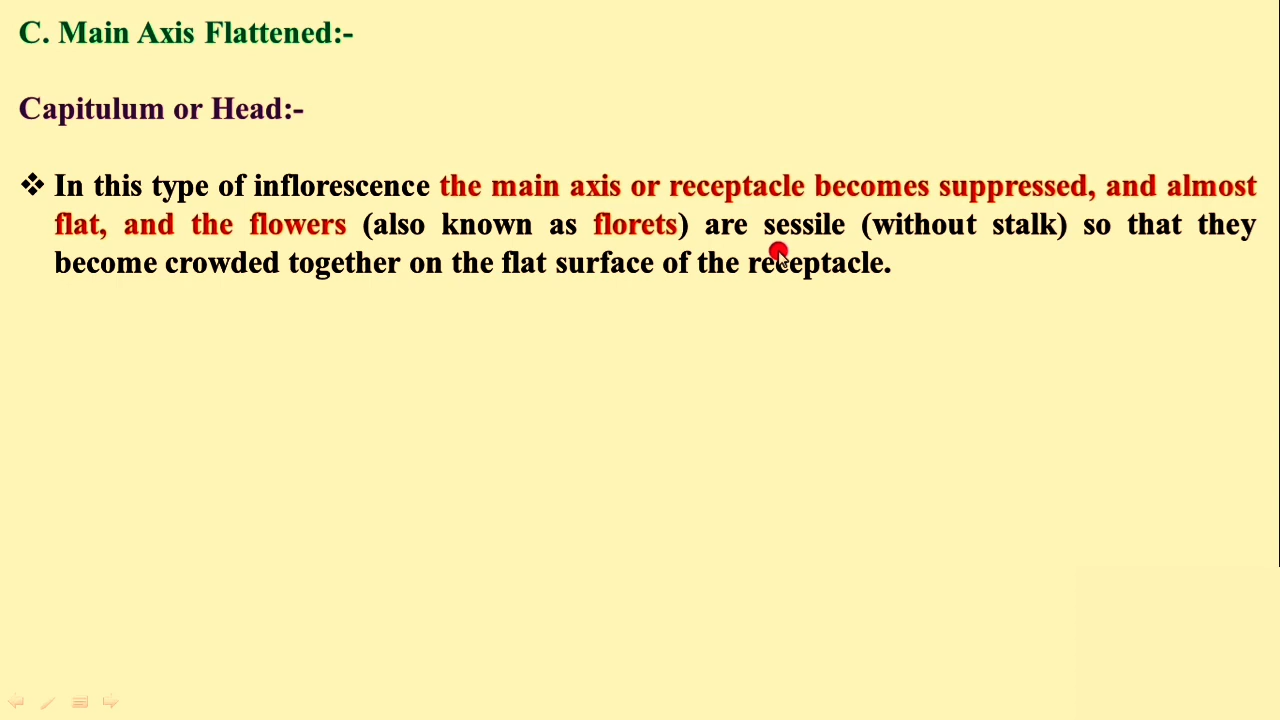 C. Main Axis Flattened:-
Capitulum or Head:-
❖ In this type of inflorescence the main axis or receptacle becomes suppressed, and almost
flat, and the flowers (also known as florets) are sessile (without stalk) so that they
become crowded together on the flat surface of the receptacle.